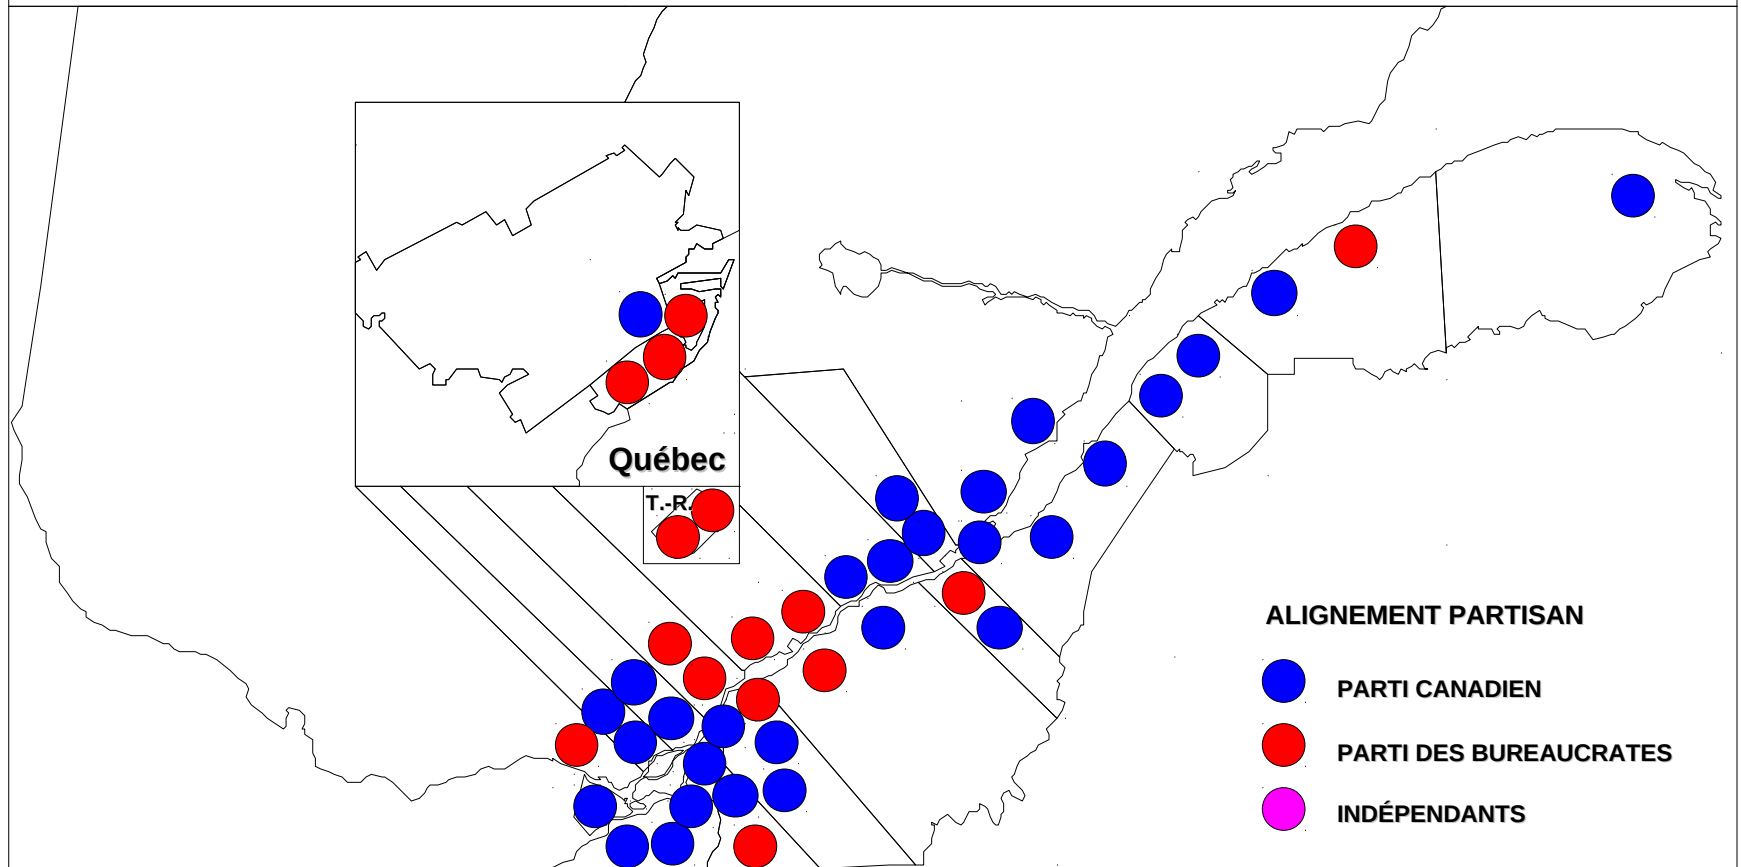 Québec
T.-R.
ALIGNEMENT PARTISAN
PARTI CANADIEN
PARTI DES BUREAUCRATES
INDÉPENDANTS